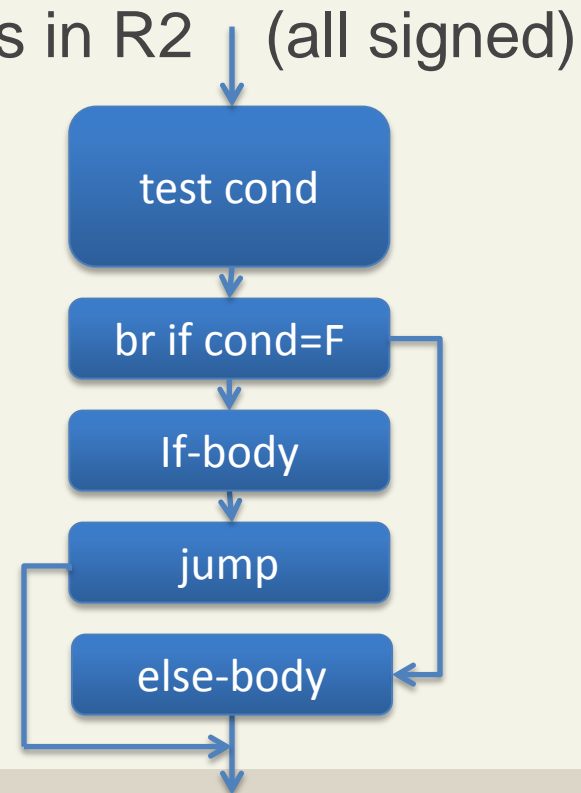 s in R2 (all signed)
test cond
br if cond=F
If-body
jump
else-body